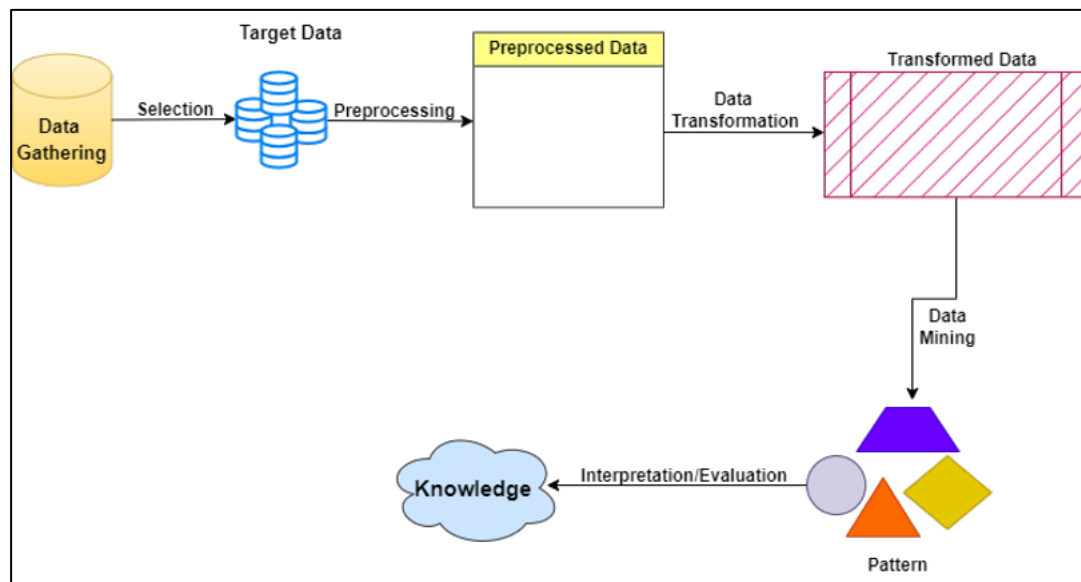 Target Data
Preprocessed Data
Transformed Data
Data
Gathering
Selection
Preprocessing
Data
Transformation
Data
Mining
Knowledge
Interpretation/Evaluation
Pattern